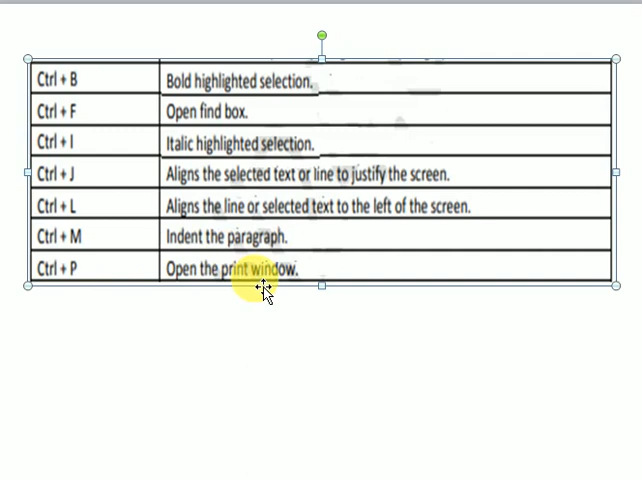 Ctrl + B Bold highlighted selection.
Ctrl + F Open find box.
Ctrl + I Italic highlighted selection.
Ctrl + J Aligns the selected text or line to justify the screen.
Ctrl + L Aligns the line or selected text to the left of the screen.
Ctrl + M Indent the paragraph.
Ctrl + P Open the print window.